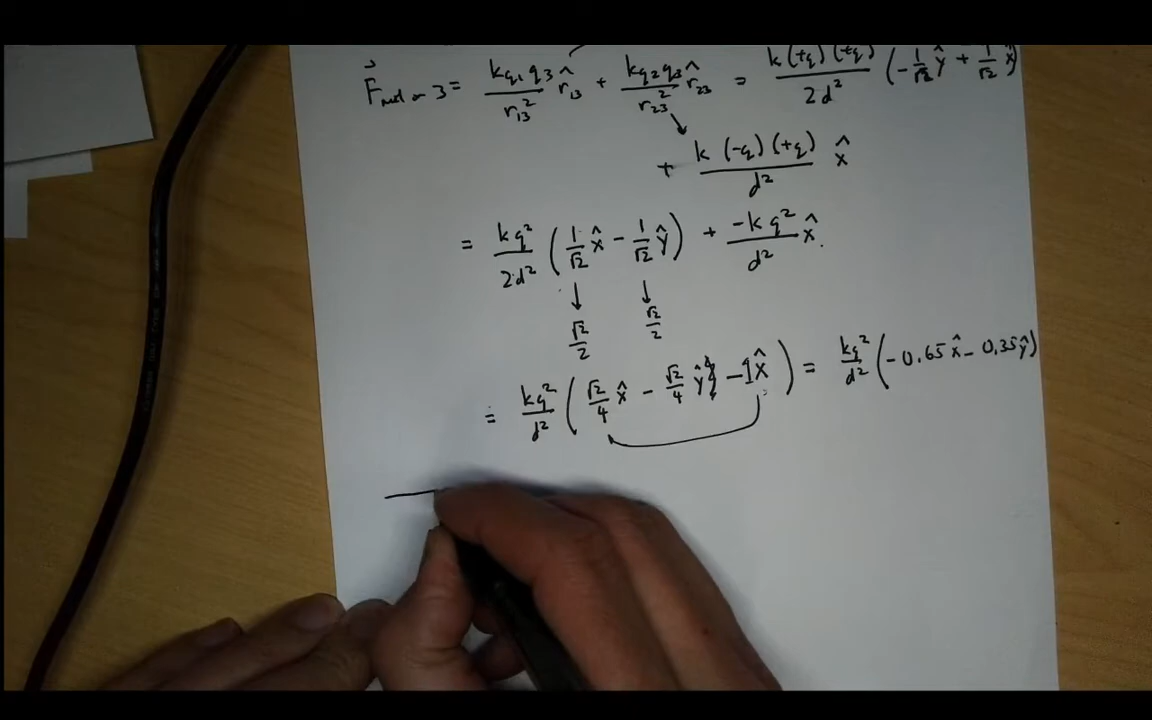 F⃗ net on 3 = kq₁q₃/r₁₃² r̂₁₃ + kq₂q₃/r₂₃² r̂₂₃ = k(+q)(+q)/2d² (-1/√2 ŷ + 1/√2 x̂)
+ k(-q)(+q)/d² x̂
= kq²/2d² (1/√2 x̂ - 1/√2 ŷ) + -kq²/d² x̂.
√2/2 √2/2
= kq²/d² (√2/4 x̂ - √2/4 ŷ - 1x̂) = kq²/d² (-0.65x̂ - 0.35ŷ)